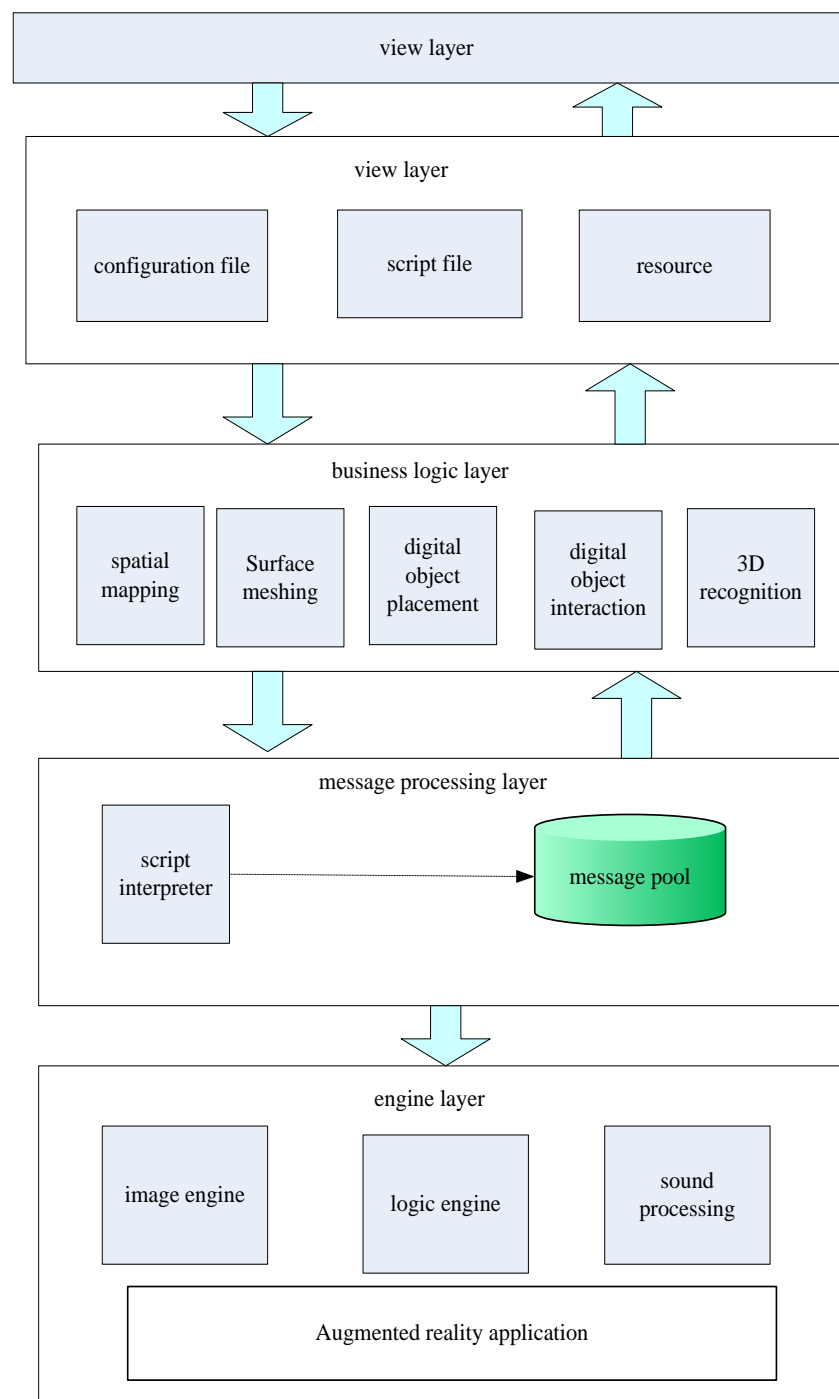 view layer
view layer
configuration file
script file
resource
business logic layer
spatial
mapping
Surface
meshing
digital
object
placement
digital
object
interaction
3D
recognition
message processing layer
script
interpreter
message pool
engine layer
image engine
logic engine
sound
processing
Augmented reality application